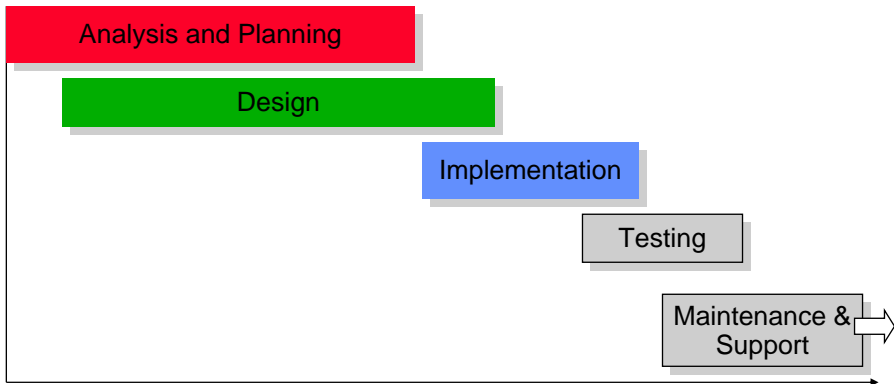 Analysis and Planning
Design
Implementation
Testing
Maintenance &
Support